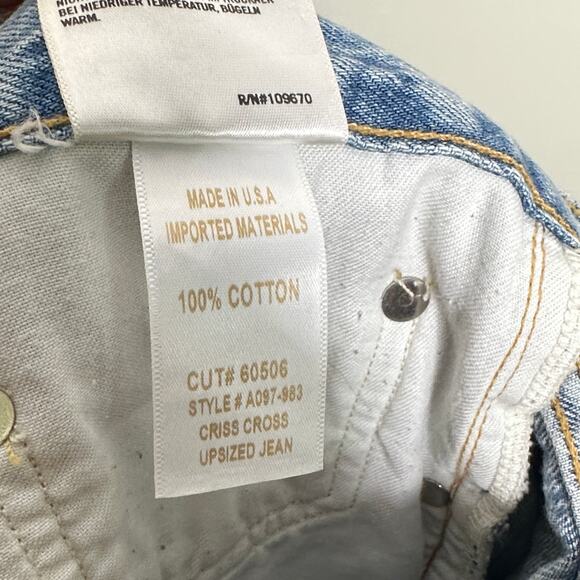 BEI NIEDRIGER TEMPERATUR, BÜGELN
WARM.
R/N#109670
MADE IN U.S.A
IMPORTED MATERIALS
100% COTTON
CUT# 60506
STYLE # A097-983
CRISS CROSS
UPSIZED JEAN